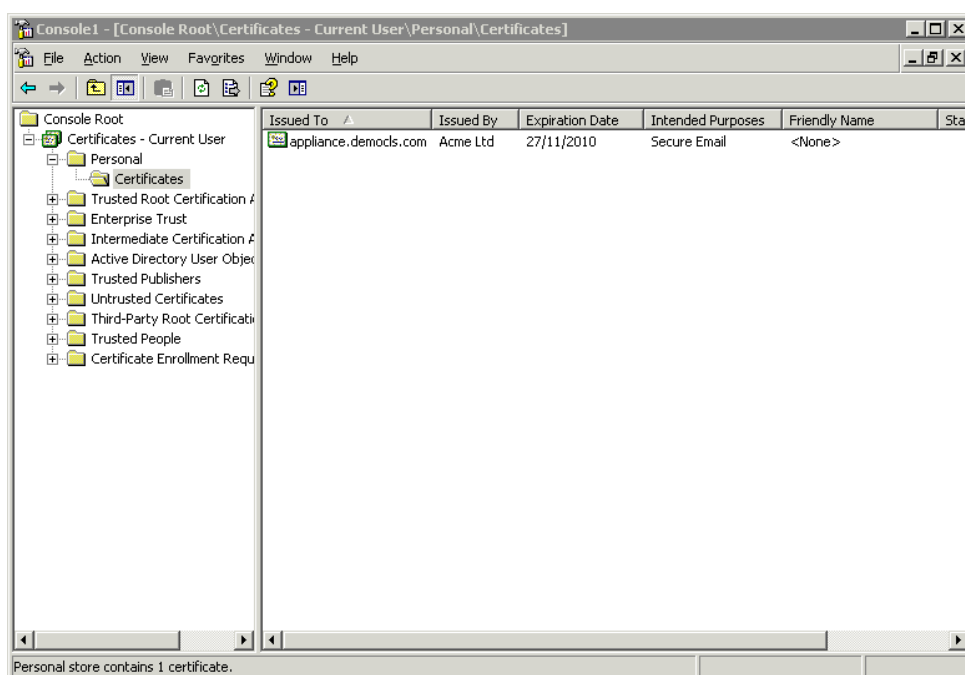 Console1 - [Console Root\Certificates - Current User\Personal\Certificates]
File Action View Favorites Window Help
Console Root
Certificates - Current User
Personal
Certificates
Trusted Root Certification A
Enterprise Trust
Intermediate Certification A
Active Directory User Objec
Trusted Publishers
Untrusted Certificates
Third-Party Root Certificati
Trusted People
Certificate Enrollment Requ
Issued To Issued By Expiration Date Intended Purposes Friendly Name Sta
appliance.democls.com Acme Ltd 27/11/2010 Secure Email <None>
Personal store contains 1 certificate.